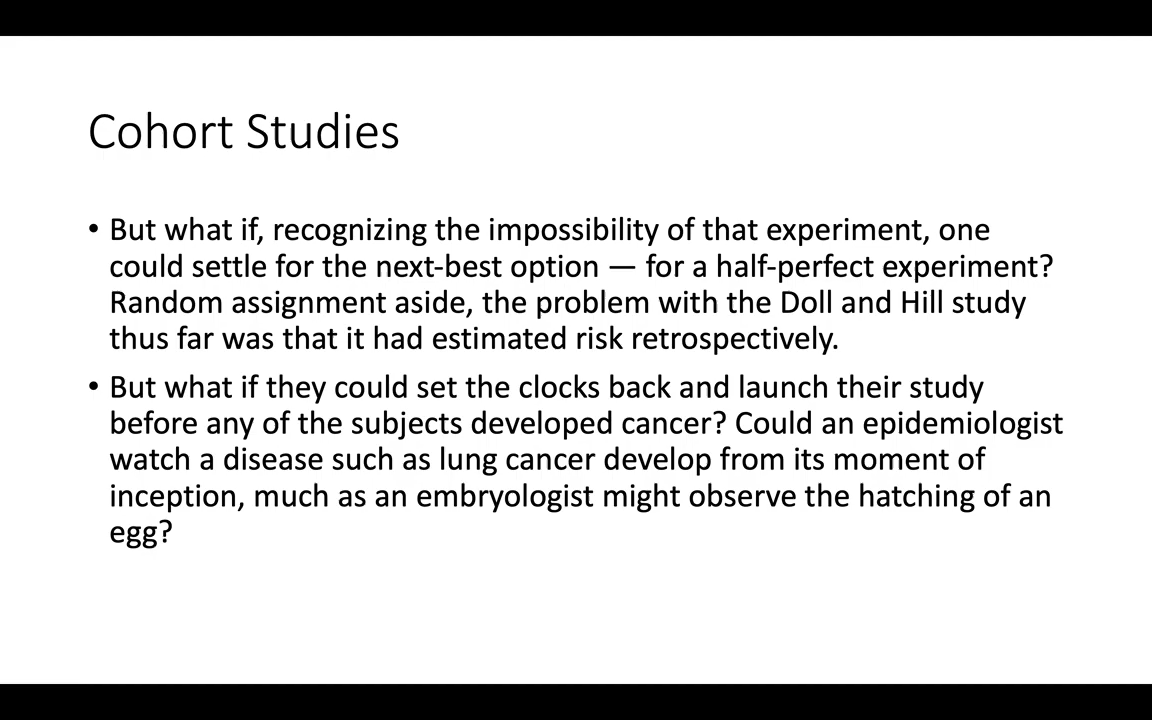 Cohort Studies
• But what if, recognizing the impossibility of that experiment, one
could settle for the next-best option — for a half-perfect experiment?
Random assignment aside, the problem with the Doll and Hill study
thus far was that it had estimated risk retrospectively.
• But what if they could set the clocks back and launch their study
before any of the subjects developed cancer? Could an epidemiologist
watch a disease such as lung cancer develop from its moment of
inception, much as an embryologist might observe the hatching of an
egg?